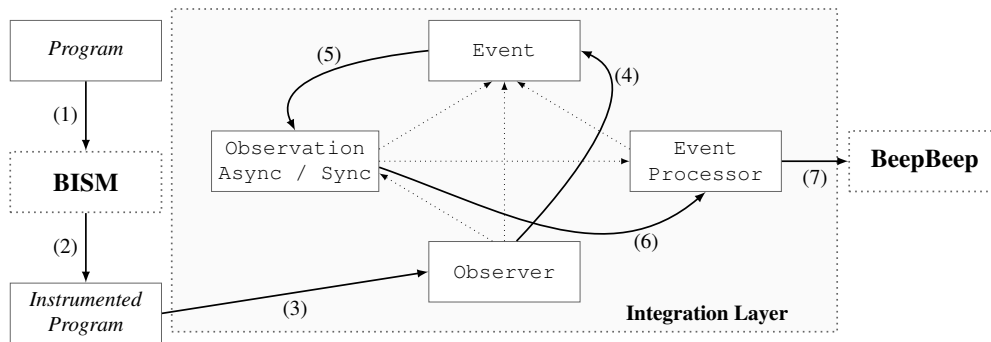 Program
(1)
BISM
(2)
Instrumented
Program
(3)
Event
(5)
(4)
Observation
Async / Sync
Event
Processor
(6)
(7)
Observer
Integration Layer
BeepBeep